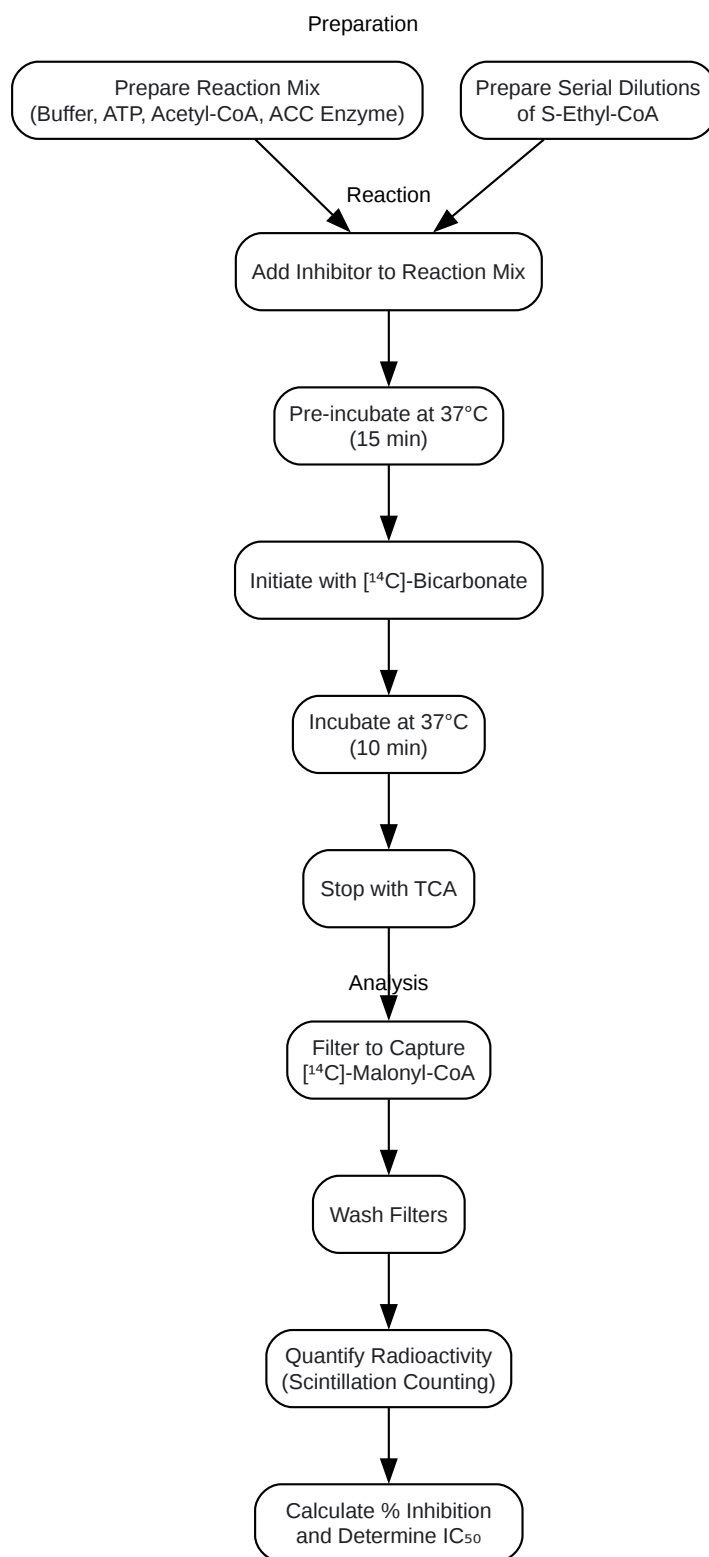 Preparation
Prepare Reaction Mix
(Buffer, ATP, Acetyl-CoA, ACC Enzyme)
Prepare Serial Dilutions
of S-Ethyl-CoA
Reaction
Add Inhibitor to Reaction Mix
Pre-incubate at 37°C
(15 min)
Initiate with [¹⁴C]-Bicarbonate
Incubate at 37°C
(10 min)
Stop with TCA
Analysis
Filter to Capture
[¹⁴C]-Malonyl-CoA
Wash Filters
Quantify Radioactivity
(Scintillation Counting)
Calculate % Inhibition
and Determine IC₅₀